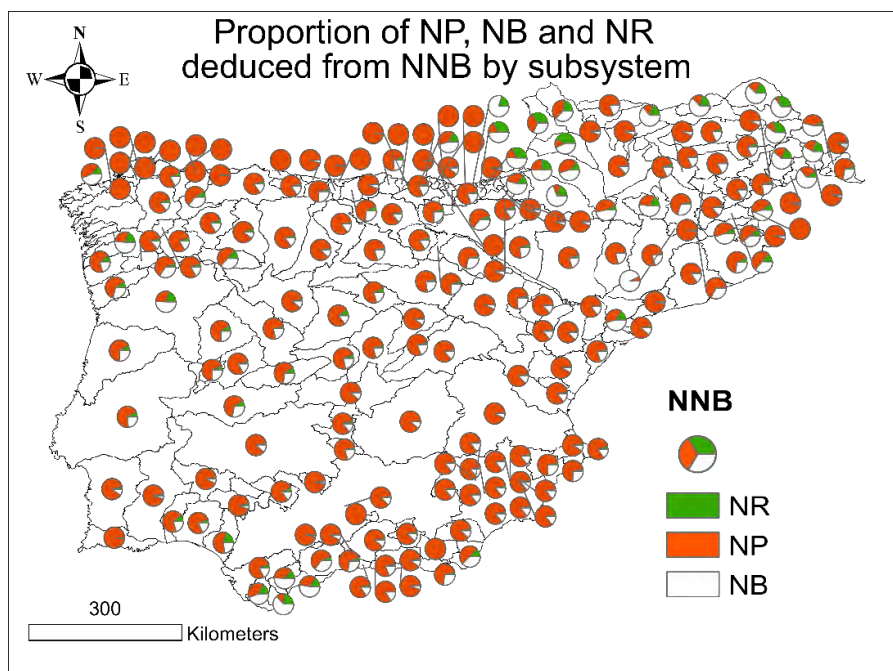 Proportion of NP, NB and NR
deduced from NNB by subsystem
N
W E
S
NNB
NR
NP
NB
300
Kilometers